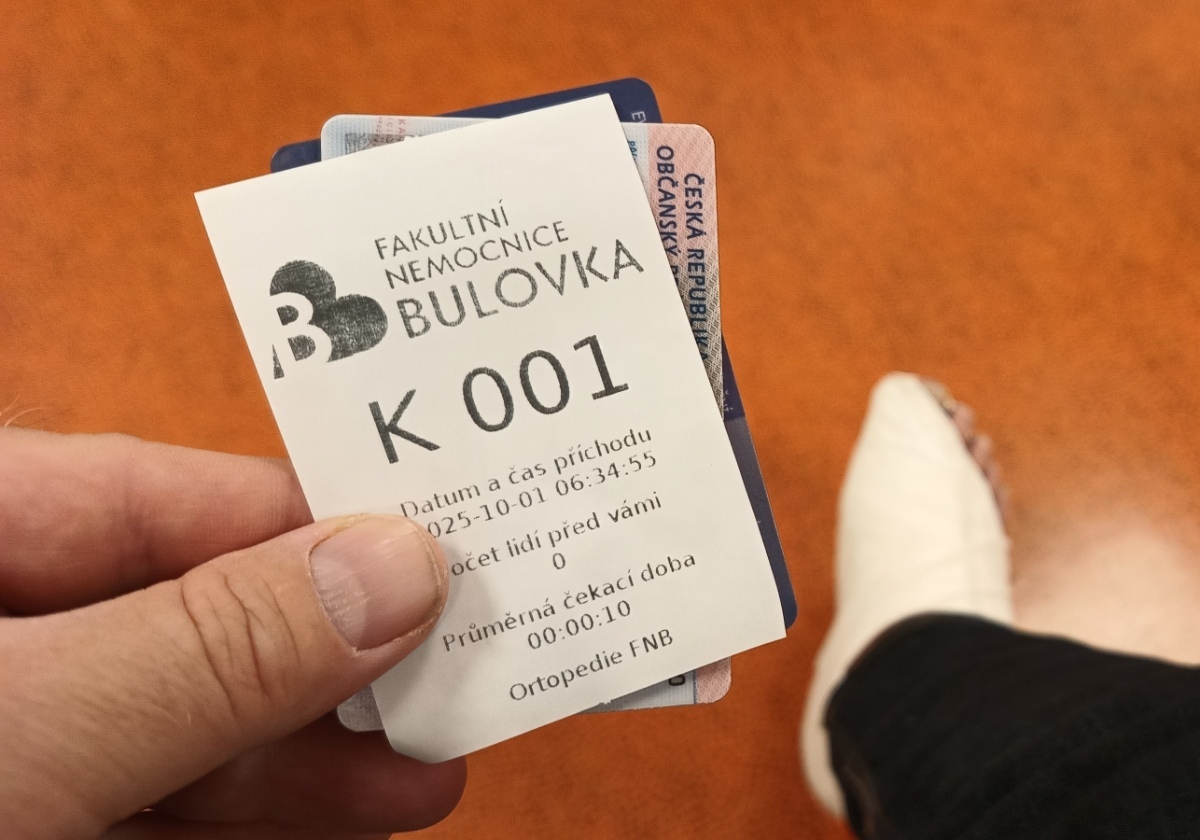 FAKULTNÍ
NEMOCNICE
BULOVKA
B
K 001
Datum a čas příchodu
025-10-01 06:34:55
očet lidí před vámi
0
Průměrná čekací doba
00:00:10
Ortopedie FNB
ČESKÁ REPUBLIKA
OBČANSKÝ